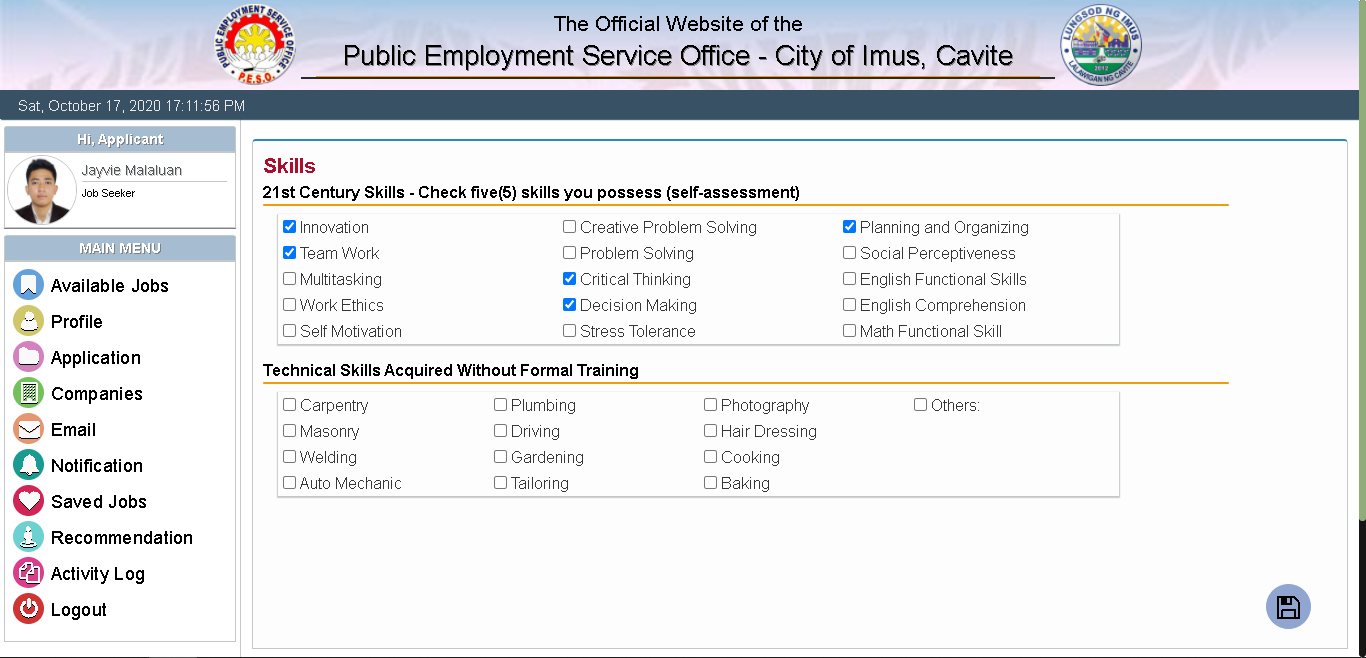 PUBLIC EMPLOYMENT SERVICE OFFICE
P.E.S.O.
The Official Website of the
Public Employment Service Office - City of Imus, Cavite
LUNGSOD NG IMUS
LALAWIGAN NG CAVITE
2012
Sat, October 17, 2020 17:11:56 PM
Hi, Applicant
Jayvie Malaluan
Job Seeker
MAIN MENU
Available Jobs
Profile
Application
Companies
Email
Notification
Saved Jobs
Recommendation
Activity Log
Logout
Skills
21st Century Skills - Check five(5) skills you possess (self-assessment)
Innovation Creative Problem Solving Planning and Organizing
Team Work Problem Solving Social Perceptiveness
Multitasking Critical Thinking English Functional Skills
Work Ethics Decision Making English Comprehension
Self Motivation Stress Tolerance Math Functional Skill
Technical Skills Acquired Without Formal Training
Carpentry Plumbing Photography Others:
Masonry Driving Hair Dressing
Welding Gardening Cooking
Auto Mechanic Tailoring Baking